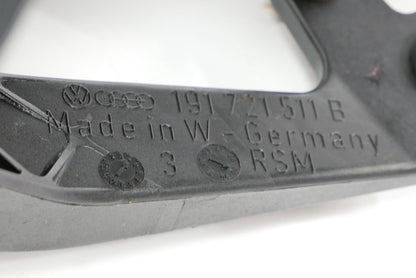 191 721 511 B
Made in W - Germany
3 RSM